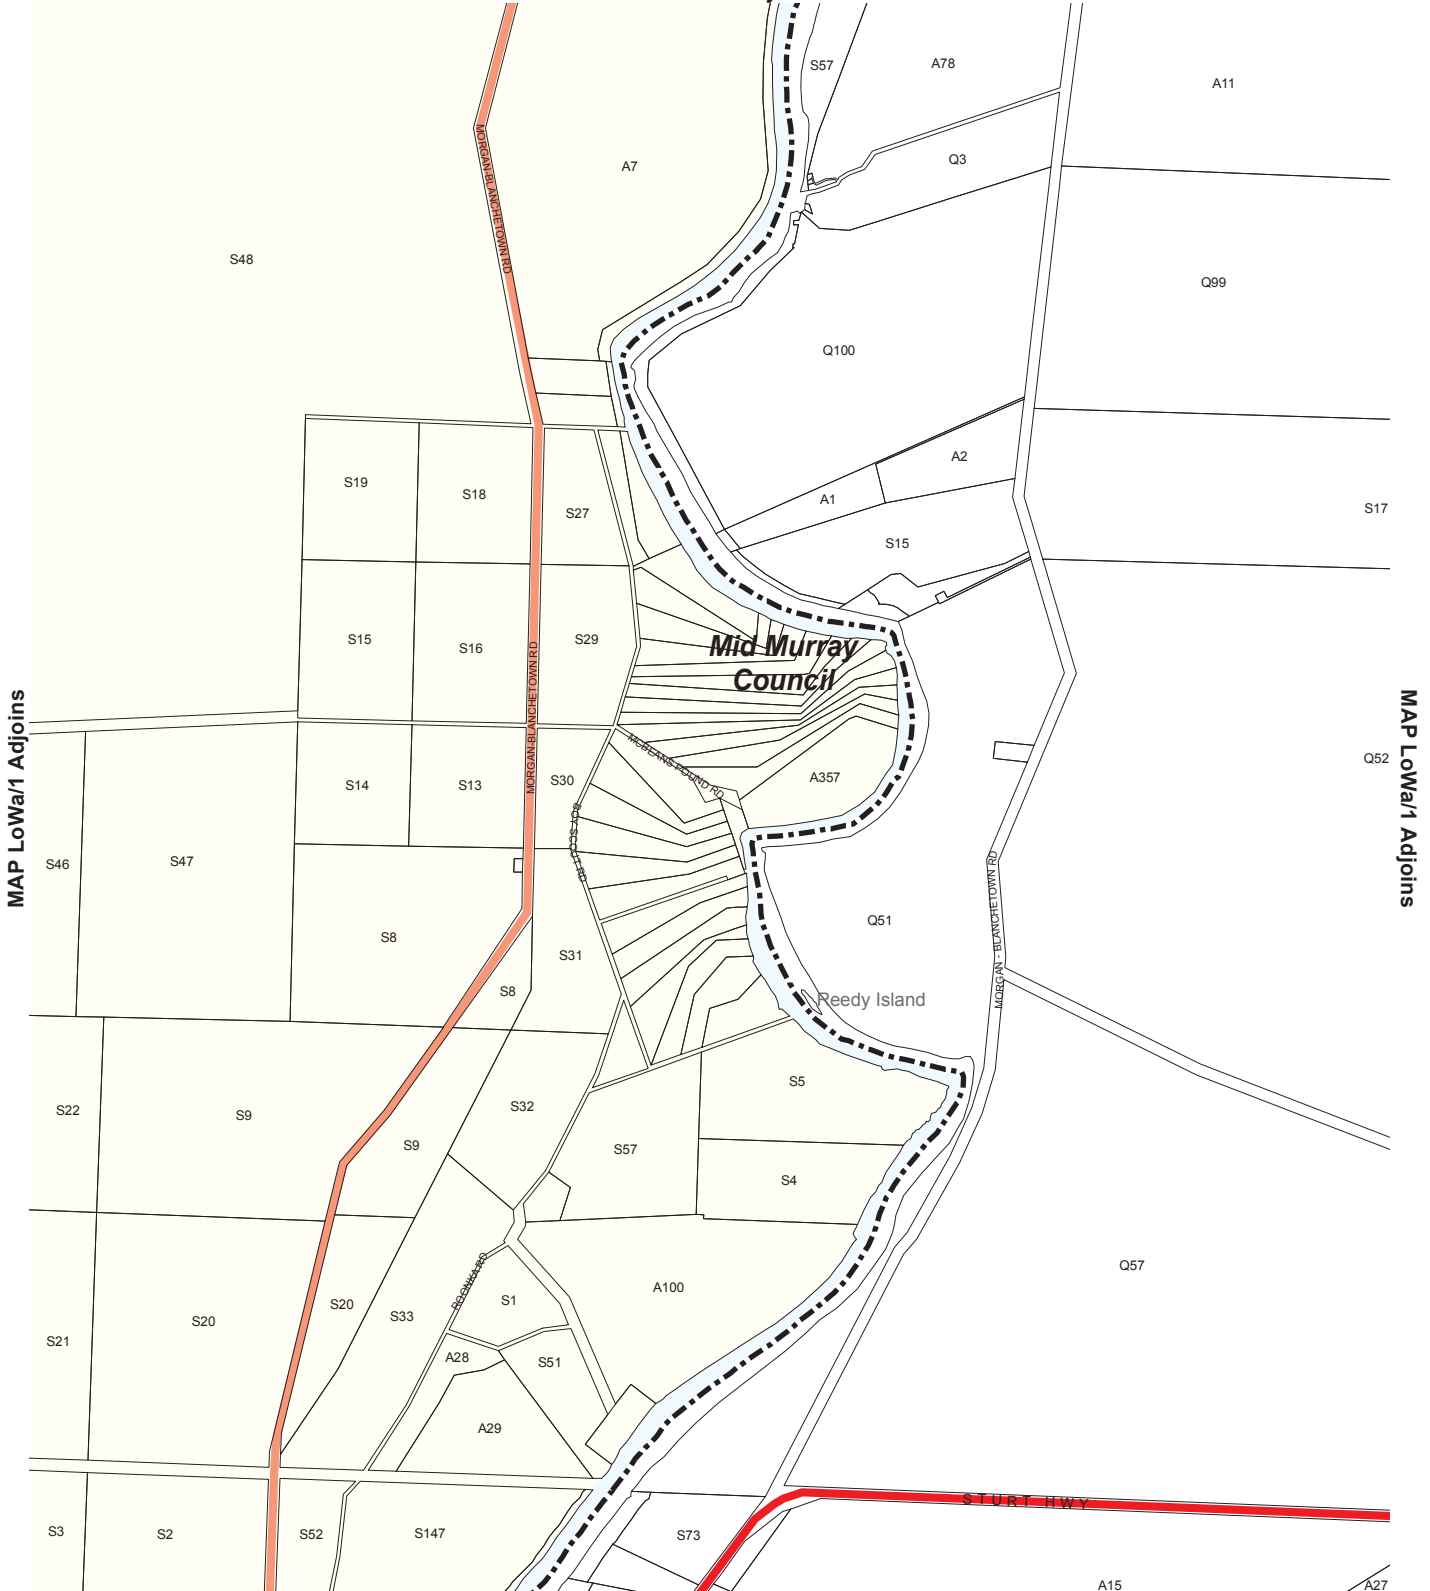 S57
A78
A11
MORGAN-BLANCHETOWN RD
A7
Q3
S48
Q99
Q100
A2
S19
S18
A1
S27
S17
S15
S15
S16
S29
Mid Murray
Council
MORGAN-BLANCHETOWN RD
MAP LoWa/1 Adjoins
MAP LoWa/1 Adjoins
MCBEANS POUND RD
S14
S13
S30
A357
Q52
BOY SCOUT RD
S46
S47
MORGAN - BLANCHETOWN RD
Q51
S8
S31
S8
Reedy Island
S5
S22
S9
S32
S9
S57
S4
Q57
ROONKA RD
A100
S1
S20
S33
S20
S21
A28
S51
A29
STURT HWY
S3
S2
S52
S147
S73
A15
A27